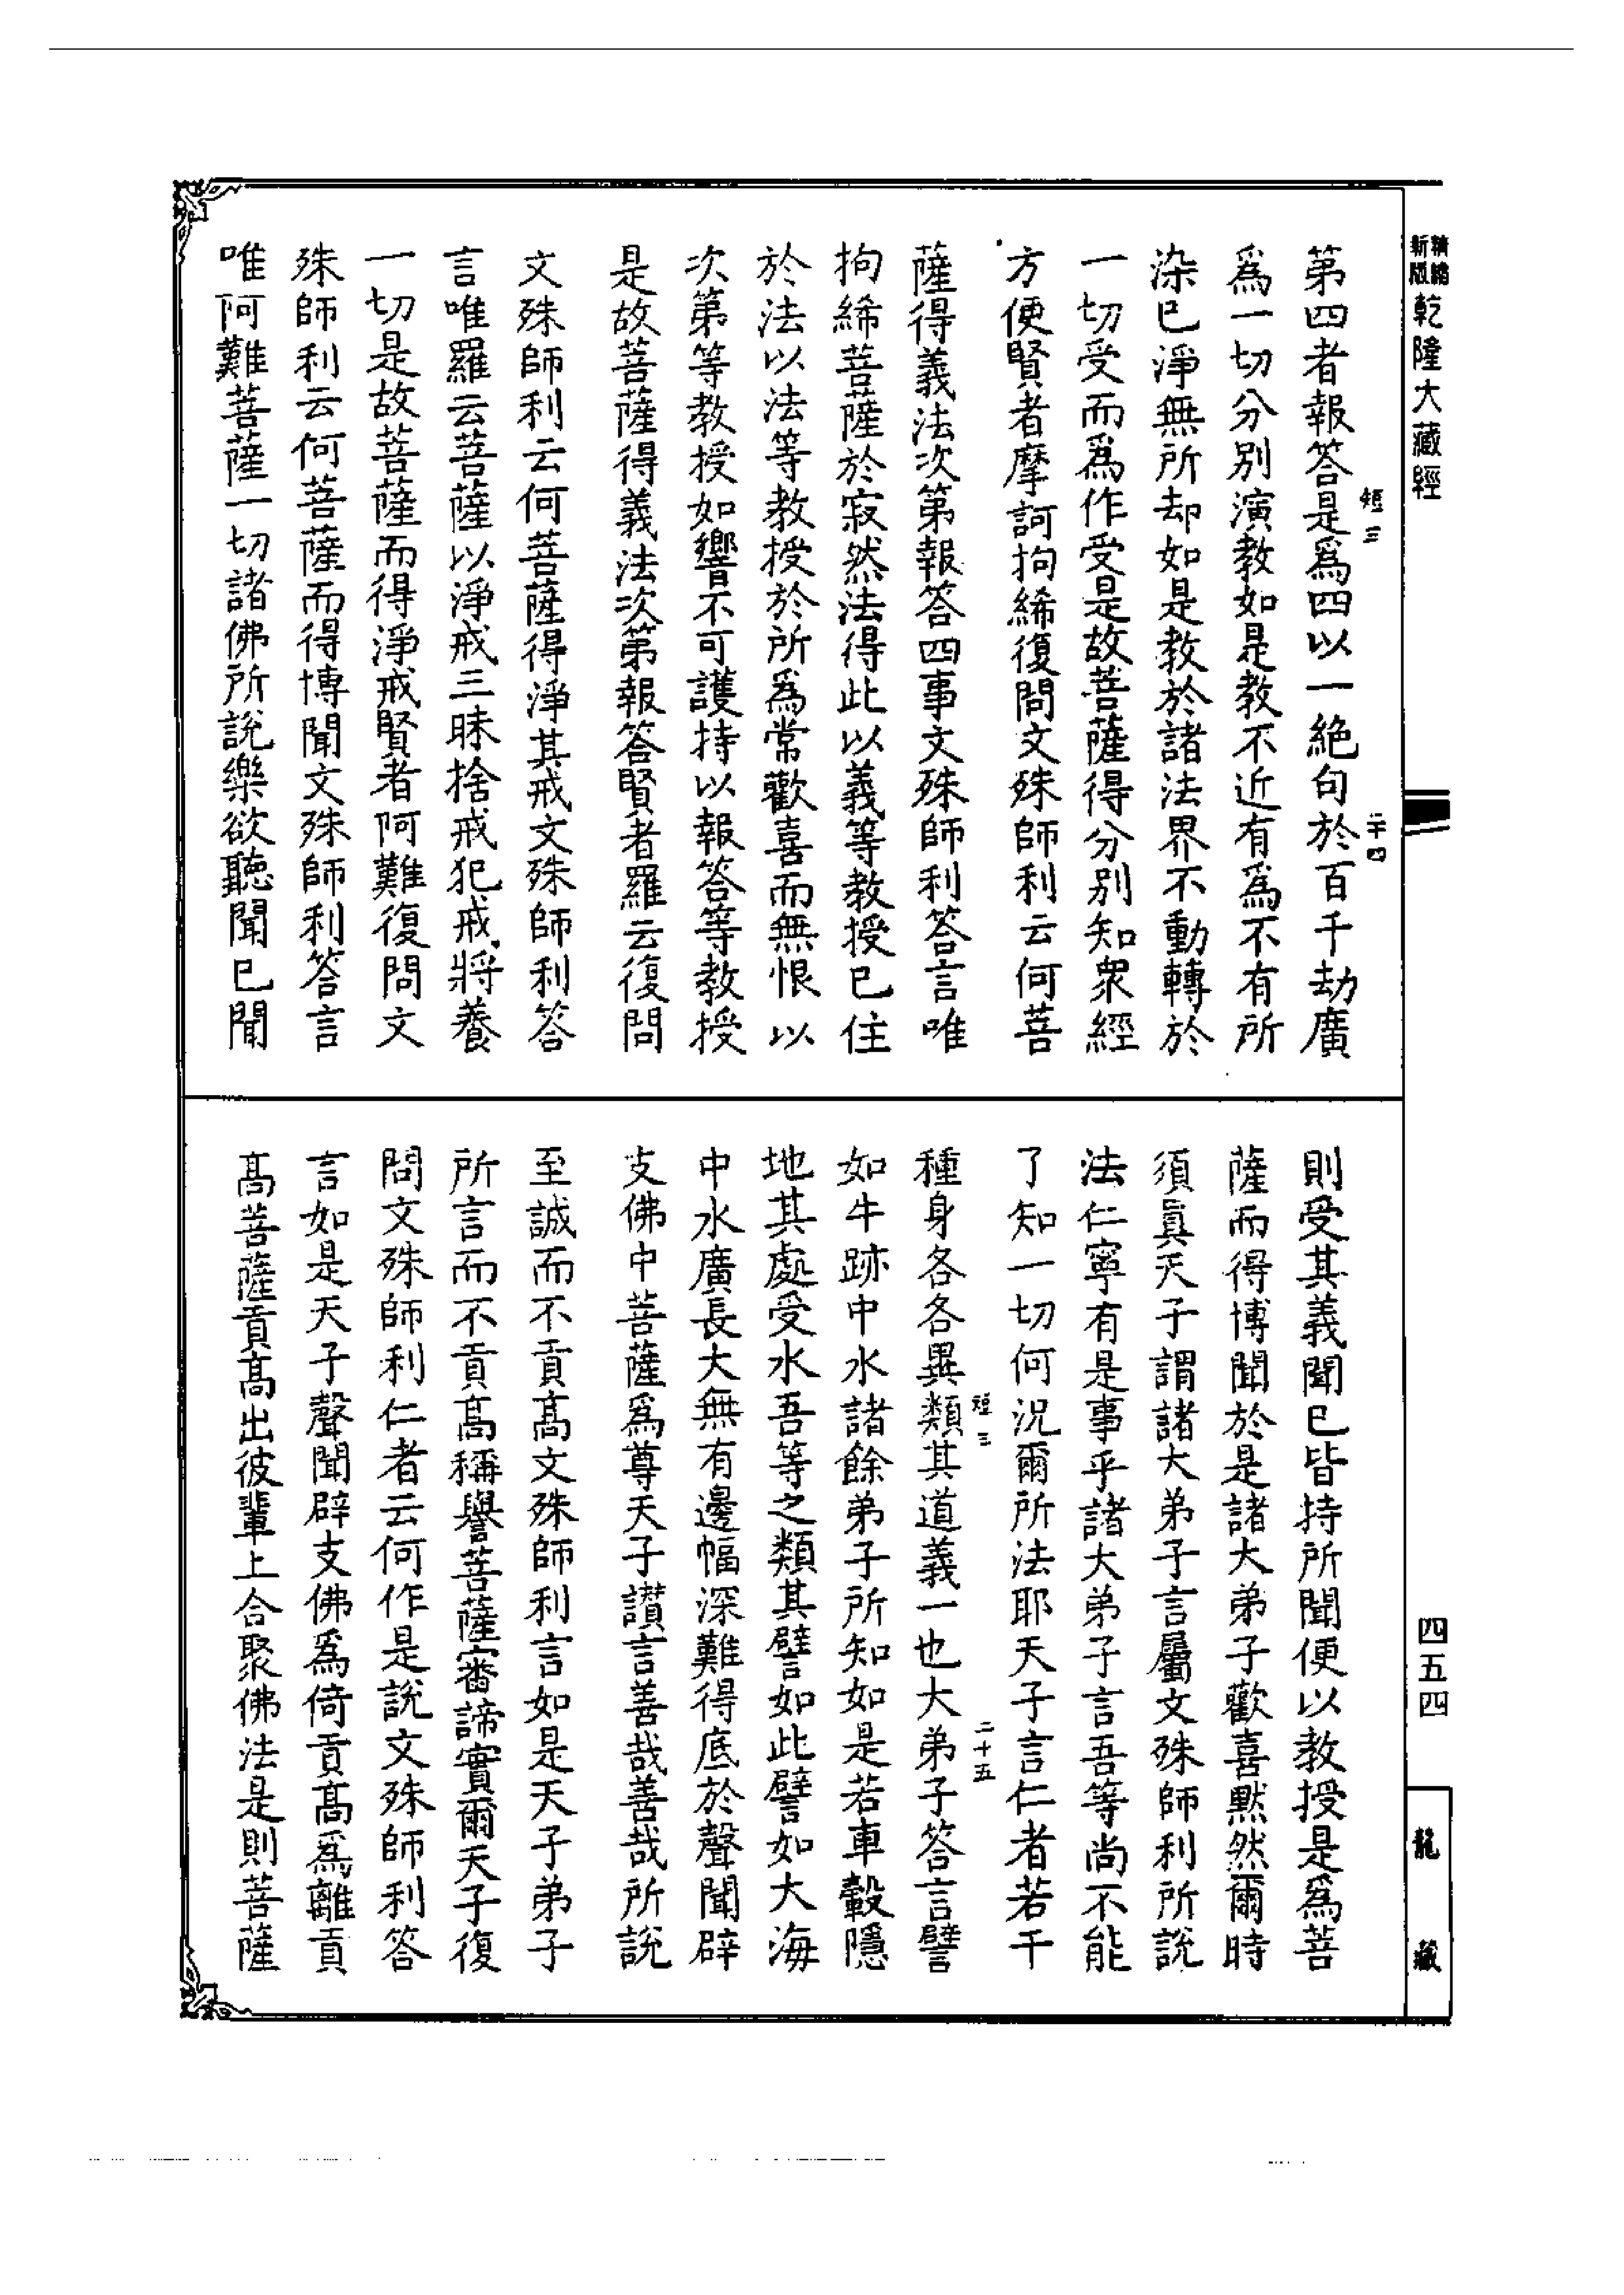 精縮新版乾隆大藏經
四五四
龍藏
短三
二十四
第四者報答是爲四以一絶句於百千劫廣
爲一切分別演教如是教不近有爲不有所
染已淨無所却如是教於諸法界不動轉於
一切受而爲作受是故菩薩得分別知衆經
方便賢者摩訶拘絺復問文殊師利云何菩
薩得義法次第報答四事文殊師利答言唯
拘絺菩薩於寂然法得此以義等教授已住
於法以法等教授於所爲常歡喜而無恨以
次第等教授如響不可護持以報答等教授
是故菩薩得義法次第報答賢者羅云復問
文殊師利云何菩薩得淨其戒文殊師利答
言唯羅云菩薩以淨戒三昧捨戒犯戒將養
一切是故菩薩而得淨戒賢者阿難復問文
殊師利云何菩薩而得博聞文殊師利答言
唯阿難菩薩一切諸佛所說樂欲聽聞已聞
則受其義聞已皆持所聞便以教授是爲菩
薩而得博聞於是諸大弟子歡喜黙然爾時
須眞天子謂諸大弟子言屬文殊師利所說
法仁寧有是事乎諸大弟子言吾等尚不能
了知一切何況爾所法耶天子言仁者若干
短三
二十五
種身各各異類其道義一也大弟子答言譬
如牛跡中水諸餘弟子所知如是若車轂隱
地其處受水吾等之類其譬如此譬如大海
中水廣長大無有邊幅深難得底於聲聞辟
支佛中菩薩爲尊天子讃言善哉善哉所說
至誠而不貢高文殊師利言如是天子弟子
所言而不貢高稱譽菩薩審諦實爾天子復
問文殊師利仁者云何作是說文殊師利答
言如是天子聲聞辟支佛爲倚貢高爲離貢
高菩薩貢高出彼輩上合聚佛法是則菩薩